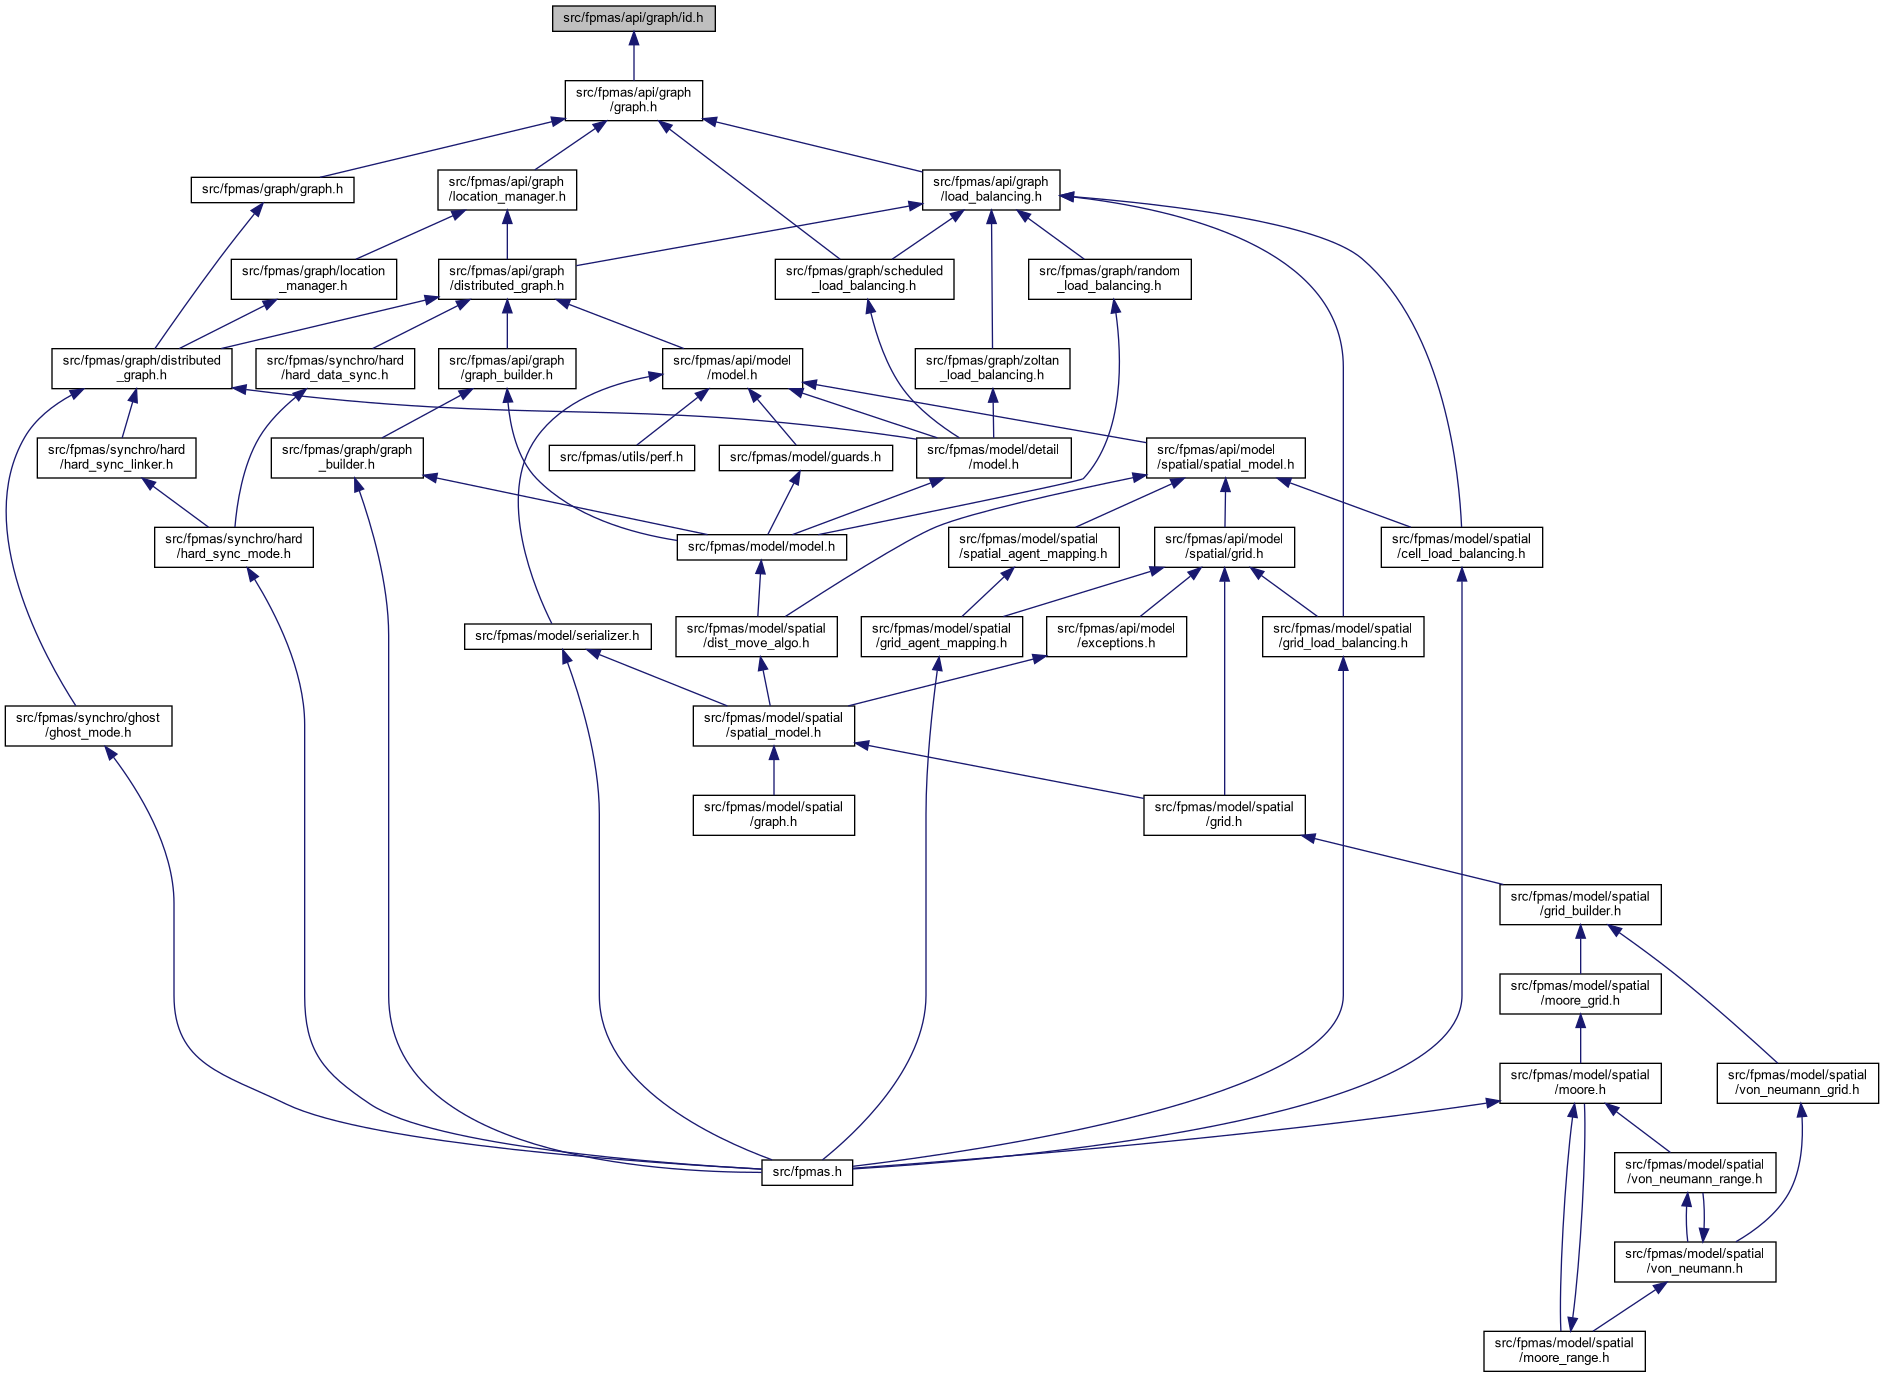 src/fpmas/api/graph/id.h
src/fpmas/api/graph
/graph.h
src/fpmas/graph/graph.h
src/fpmas/api/graph
/location_manager.h
src/fpmas/api/graph
/load_balancing.h
src/fpmas/graph/location
_manager.h
src/fpmas/api/graph
/distributed_graph.h
src/fpmas/graph/scheduled
_load_balancing.h
src/fpmas/graph/random
_load_balancing.h
src/fpmas/graph/distributed
_graph.h
src/fpmas/synchro/hard
/hard_data_sync.h
src/fpmas/api/graph
/graph_builder.h
src/fpmas/api/model
/model.h
src/fpmas/graph/zoltan
_load_balancing.h
src/fpmas/synchro/hard
/hard_sync_linker.h
src/fpmas/graph/graph
_builder.h
src/fpmas/utils/perf.h
src/fpmas/model/guards.h
src/fpmas/model/detail
/model.h
src/fpmas/api/model
/spatial/spatial_model.h
src/fpmas/synchro/hard
/hard_sync_mode.h
src/fpmas/model/model.h
src/fpmas/model/spatial
/spatial_agent_mapping.h
src/fpmas/api/model
/spatial/grid.h
src/fpmas/model/spatial
/cell_load_balancing.h
src/fpmas/model/serializer.h
src/fpmas/model/spatial
/dist_move_algo.h
src/fpmas/model/spatial
/grid_agent_mapping.h
src/fpmas/api/model
/exceptions.h
src/fpmas/model/spatial
/grid_load_balancing.h
src/fpmas/synchro/ghost
/ghost_mode.h
src/fpmas/model/spatial
/spatial_model.h
src/fpmas/model/spatial
/graph.h
src/fpmas/model/spatial
/grid.h
src/fpmas/model/spatial
/grid_builder.h
src/fpmas/model/spatial
/moore_grid.h
src/fpmas/model/spatial
/moore.h
src/fpmas/model/spatial
/von_neumann_grid.h
src/fpmas.h
src/fpmas/model/spatial
/von_neumann_range.h
src/fpmas/model/spatial
/von_neumann.h
src/fpmas/model/spatial
/moore_range.h